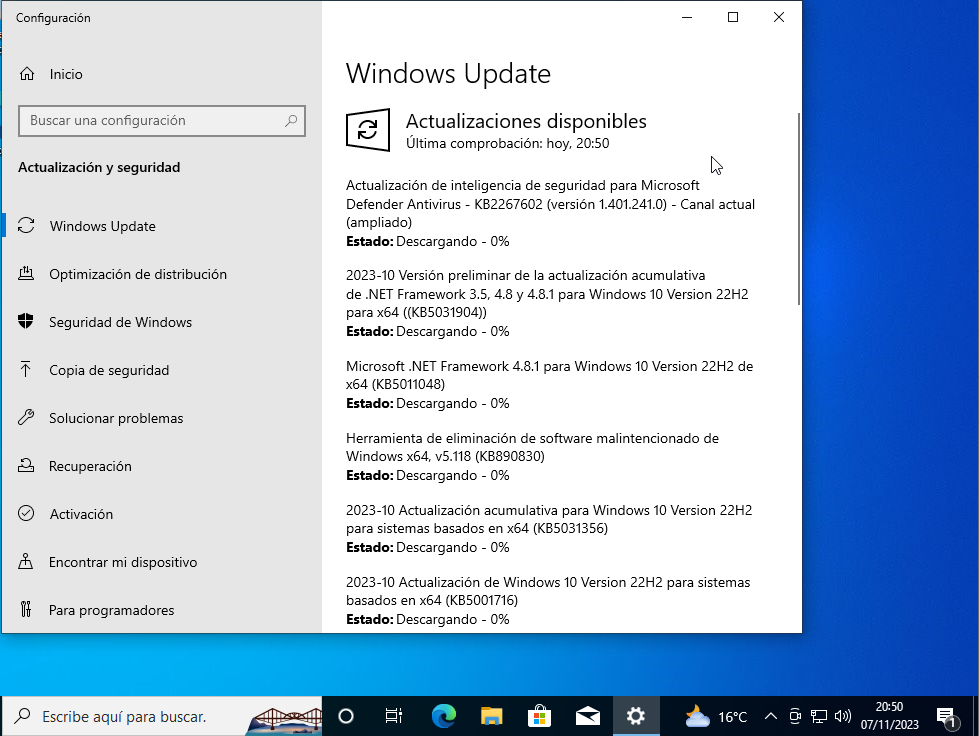 Configuración
Inicio
Buscar una configuración
Actualización y seguridad
Windows Update
Optimización de distribución
Seguridad de Windows
Copia de seguridad
Solucionar problemas
Recuperación
Activación
Encontrar mi dispositivo
Para programadores
Windows Update
Actualizaciones disponibles
Última comprobación: hoy, 20:50
Actualización de inteligencia de seguridad para Microsoft
Defender Antivirus - KB2267602 (versión 1.401.241.0) - Canal actual
(ampliado)
Estado: Descargando - 0%
2023-10 Versión preliminar de la actualización acumulativa
de .NET Framework 3.5, 4.8 y 4.8.1 para Windows 10 Version 22H2
para x64 ((KB5031904))
Estado: Descargando - 0%
Microsoft .NET Framework 4.8.1 para Windows 10 Version 22H2 de
x64 (KB5011048)
Estado: Descargando - 0%
Herramienta de eliminación de software malintencionado de
Windows x64, v5.118 (KB890830)
Estado: Descargando - 0%
2023-10 Actualización acumulativa para Windows 10 Version 22H2
para sistemas basados en x64 (KB5031356)
Estado: Descargando - 0%
2023-10 Actualización de Windows 10 Version 22H2 para sistemas
basados en x64 (KB5001716)
Estado: Descargando - 0%
Escribe aquí para buscar.
16°C
20:50
07/11/2023
1